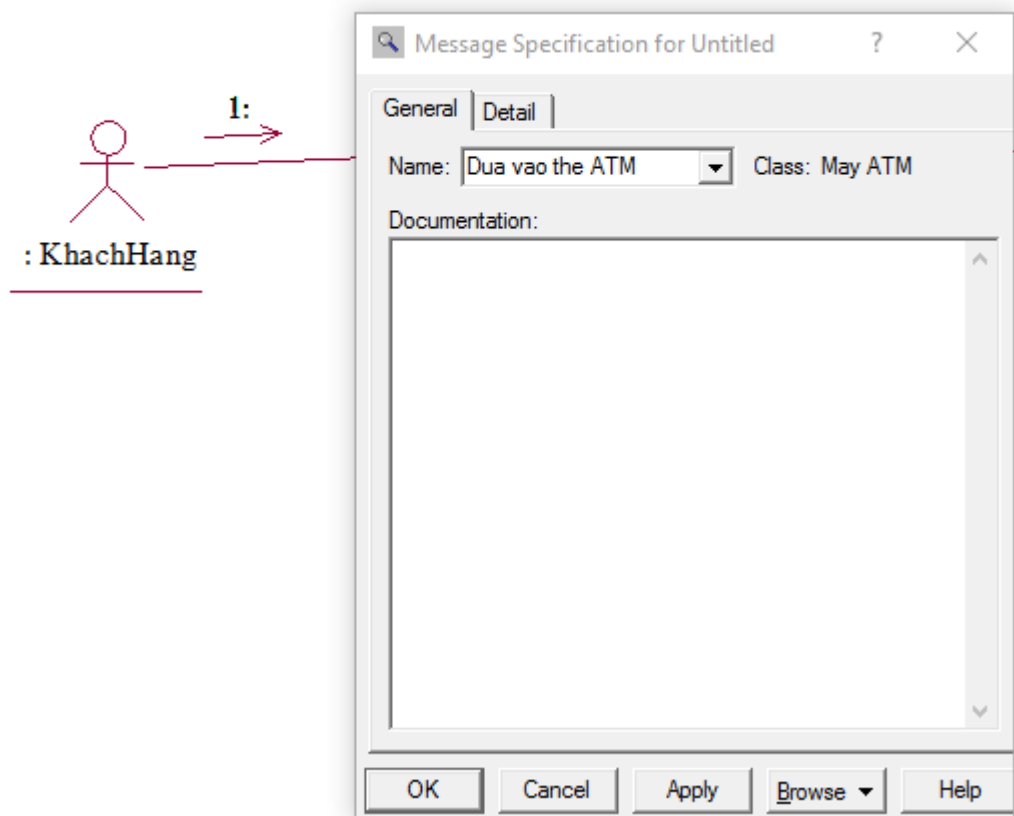 Message Specification for Untitled ? ×
1:
General Detail
Name: Dua vao the ATM Class: May ATM
Documentation:
: KhachHang
OK Cancel Apply Browse Help